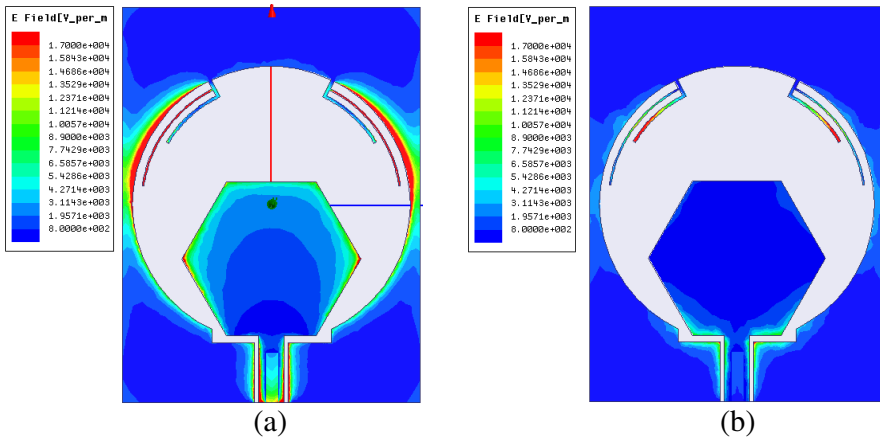 E Field[V_per_m
1.7000e+004
1.5843e+004
1.4686e+004
1.3529e+004
1.2371e+004
1.1214e+004
1.0057e+004
8.9000e+003
7.7429e+003
6.5857e+003
5.4286e+003
4.2714e+003
3.1143e+003
1.9571e+003
8.0000e+002
(a)
E Field[V_per_m
1.7000e+004
1.5843e+004
1.4686e+004
1.3529e+004
1.2371e+004
1.1214e+004
1.0057e+004
8.9000e+003
7.7429e+003
6.5857e+003
5.4286e+003
4.2714e+003
3.1143e+003
1.9571e+003
8.0000e+002
(b)